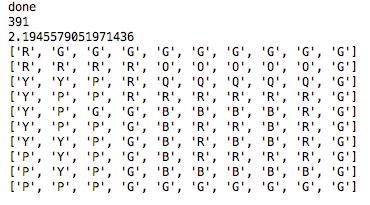 done
391
2.1945579051971436
['R', 'G', 'G', 'G', 'G', 'G', 'G', 'G', 'G', 'G']
['R', 'R', 'R', 'R', 'O', 'O', 'O', 'O', 'O', 'G']
['Y', 'Y', 'P', 'R', 'Q', 'Q', 'Q', 'Q', 'Q', 'G']
['Y', 'P', 'P', 'R', 'R', 'R', 'R', 'R', 'R', 'G']
['Y', 'P', 'G', 'G', 'B', 'B', 'B', 'B', 'R', 'G']
['Y', 'P', 'P', 'G', 'B', 'R', 'R', 'B', 'R', 'G']
['Y', 'Y', 'P', 'G', 'B', 'R', 'B', 'B', 'R', 'G']
['P', 'Y', 'P', 'G', 'B', 'R', 'R', 'R', 'R', 'G']
['P', 'Y', 'P', 'G', 'B', 'B', 'B', 'B', 'B', 'G']
['P', 'P', 'P', 'G', 'G', 'G', 'G', 'G', 'G', 'G']